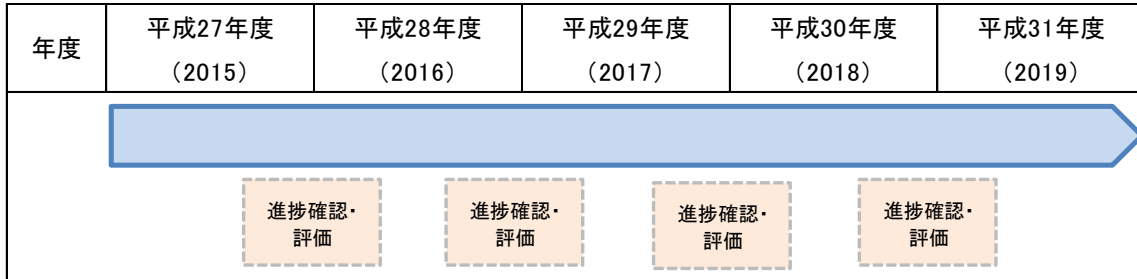 年度
平成27年度
（2015）
平成28年度
（2016）
平成29年度
（2017）
平成30年度
（2018）
平成31年度
（2019）
進捗確認・
評価
進捗確認・
評価
進捗確認・
評価
進捗確認・
評価